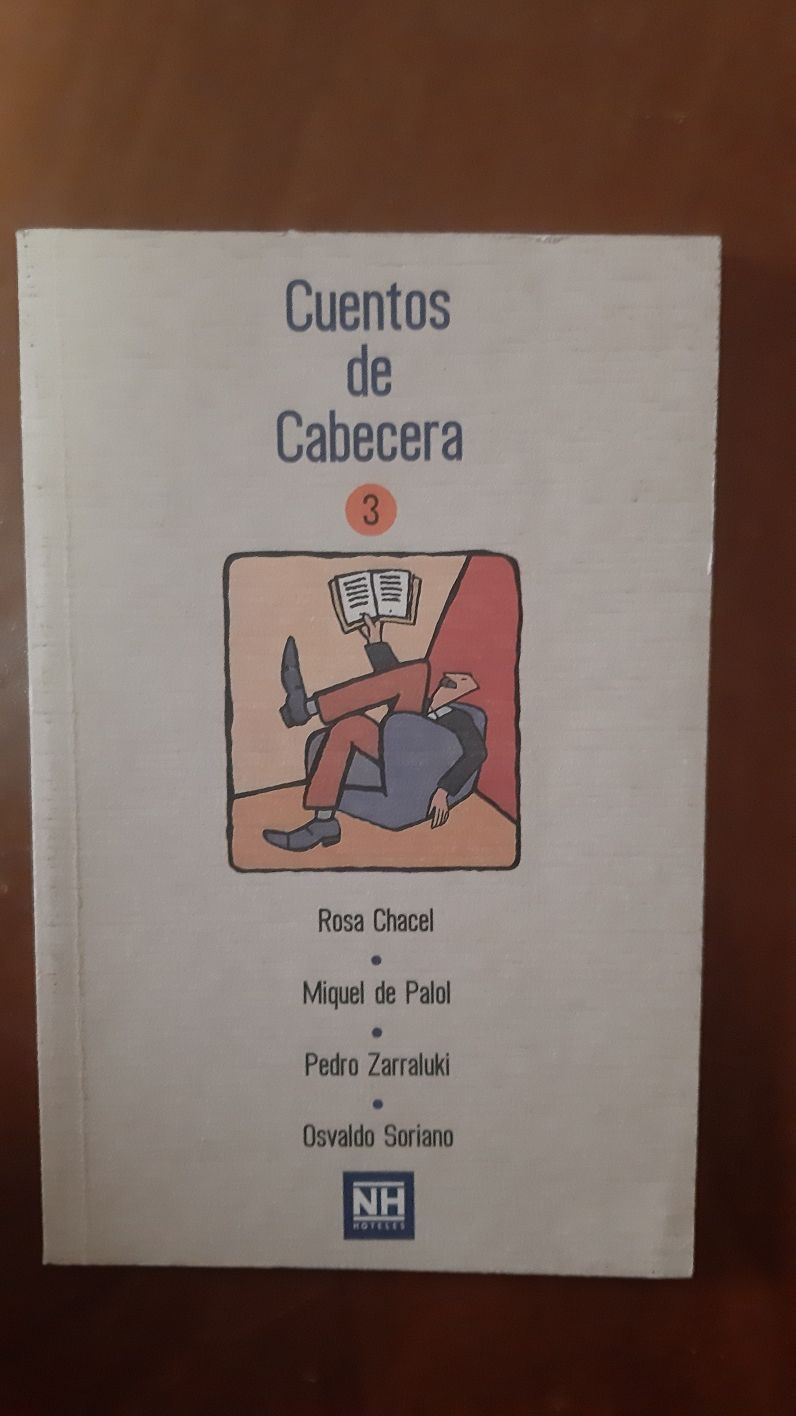 Cuentos
de
Cabecera
3
Rosa Chacel
Miquel de Palol
Pedro Zarraluki
Osvaldo Soriano
NH
HOTELES